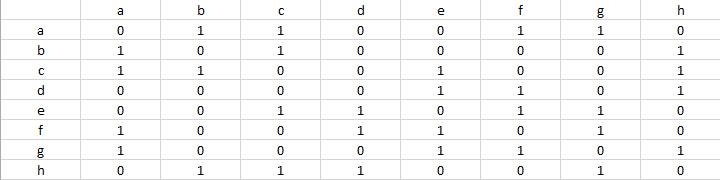 a b c d e f g h
a 0 1 1 0 0 1 1 0
b 1 0 1 0 0 0 0 1
c 1 1 0 0 1 0 0 1
d 0 0 0 0 1 1 0 1
e 0 0 1 1 0 1 1 0
f 1 0 0 1 1 0 1 0
g 1 0 0 0 1 1 0 1
h 0 1 1 1 0 0 1 0